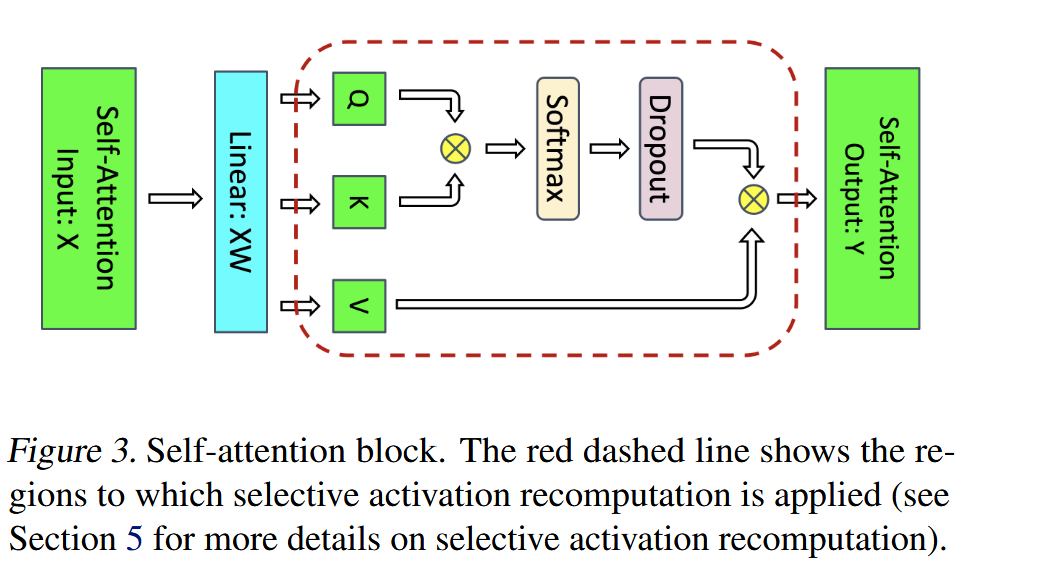 Self-Attention
Input: X
Linear: XW
Q
K
V
Softmax
Dropout
Self-Attention
Output: Y
Figure 3. Self-attention block. The red dashed line shows the re-
gions to which selective activation recomputation is applied (see
Section 5 for more details on selective activation recomputation).